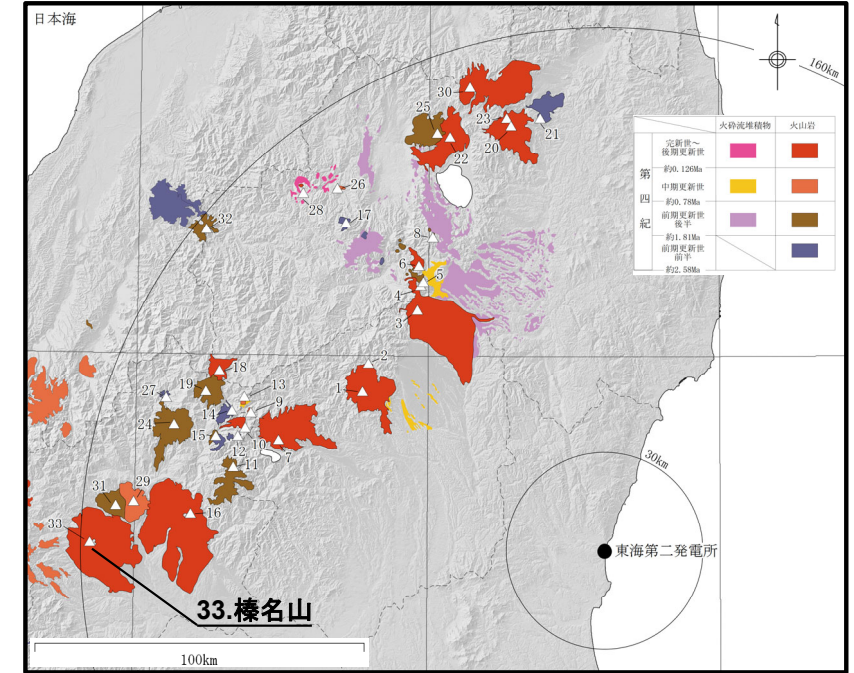 日本海
160km
30
25
23
20
21
22
火砕流堆積物
火山岩
第四紀
完新世～
後期更新世
約0.126Ma
中期更新世
約0.78Ma
前期更新世
後半
約1.81Ma
前期更新世
前半
約2.58Ma
26
28
17
32
8
6
5
4
3
2
18
1
19
13
27
14
9
24
15
10
7
12
11
31
29
16
33
30km
東海第二発電所
33.榛名山
100km